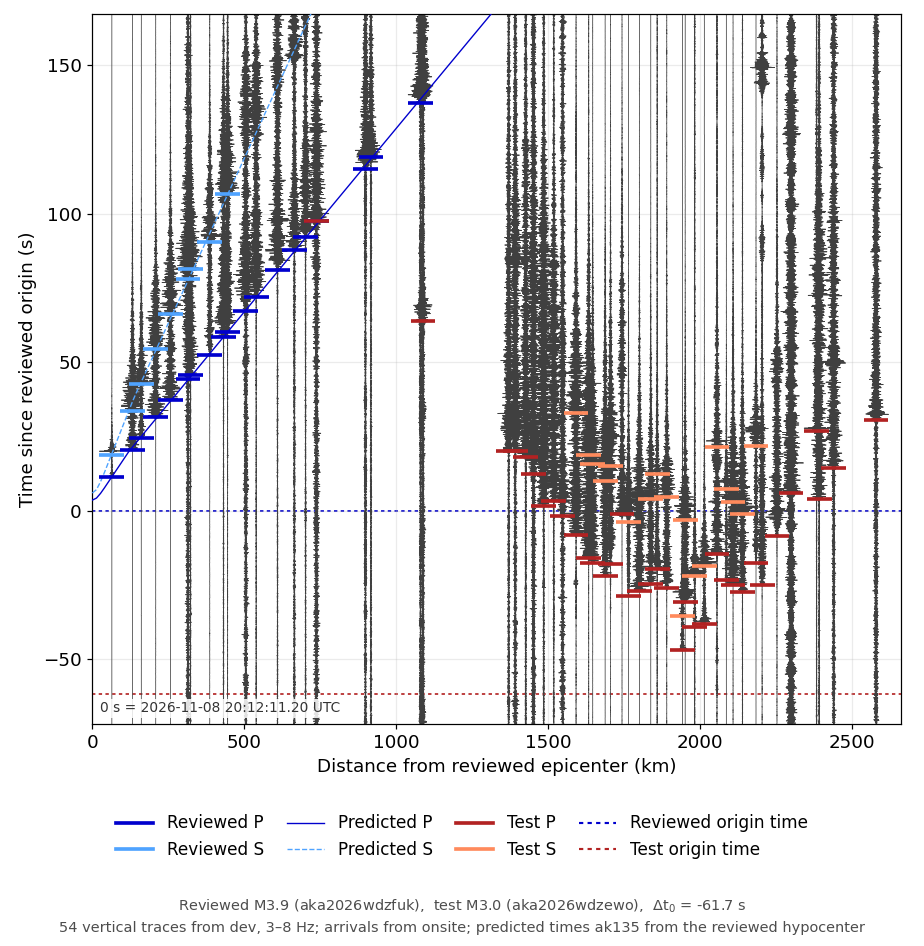 150
100
50
0
−50
0 s = 2026-11-08 20:12:11.20 UTC
0
500
1000
1500
2000
2500
Time since reviewed origin (s)
Distance from reviewed epicenter (km)
Reviewed P
Predicted P
Test P
Reviewed origin time
Reviewed S
Predicted S
Test S
Test origin time
Reviewed M3.9 (aka2026wdzfuk), test M3.0 (aka2026wdzewo), Δt₀ = -61.7 s
54 vertical traces from dev, 3–8 Hz; arrivals from onsite; predicted times ak135 from the reviewed hypocenter